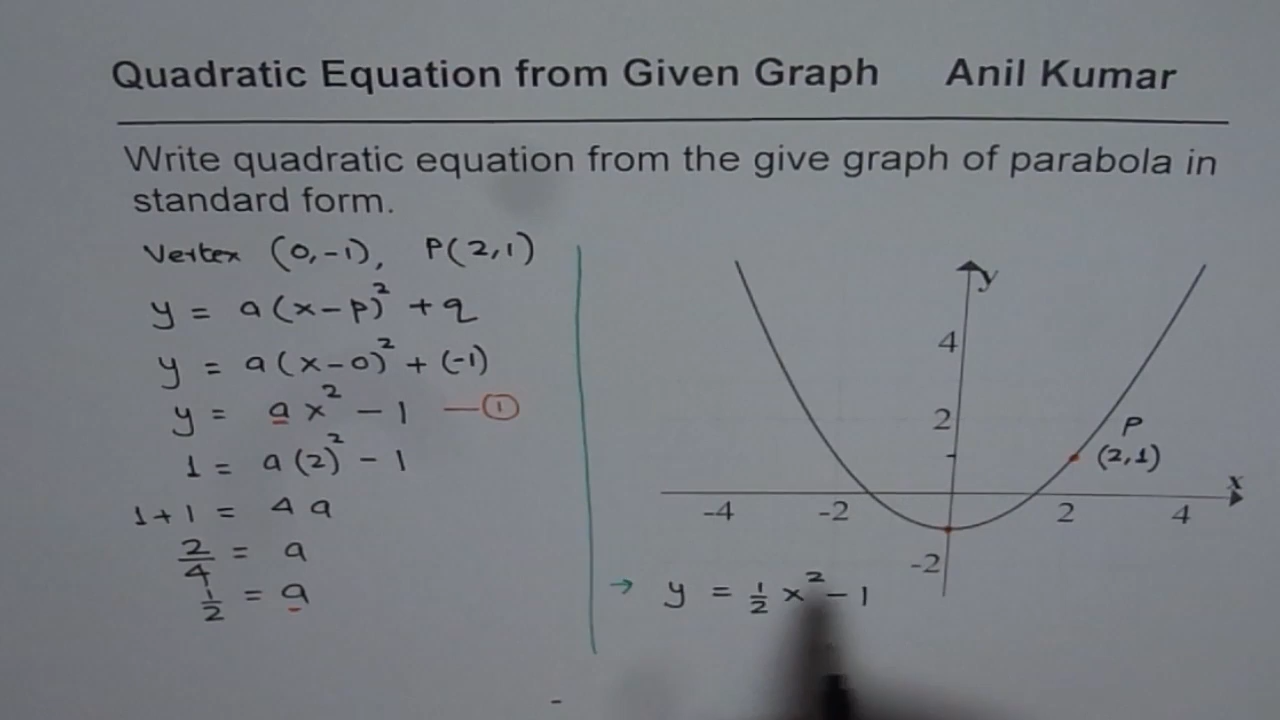 Quadratic Equation from Given Graph Anil Kumar
Write quadratic equation from the give graph of parabola in
standard form.
Vertex (0,-1), P(2,1)
y = a(x-p)² + q
y = a(x-0)² + (-1)
y = ax² - 1 — ①
1 = a(2)² - 1
1+1 = 4a
2/4 = a
1/2 = a
y
4
2
P
(2,1)
x
-4 -2 2 4
-2
→ y = 1/2 x² - 1